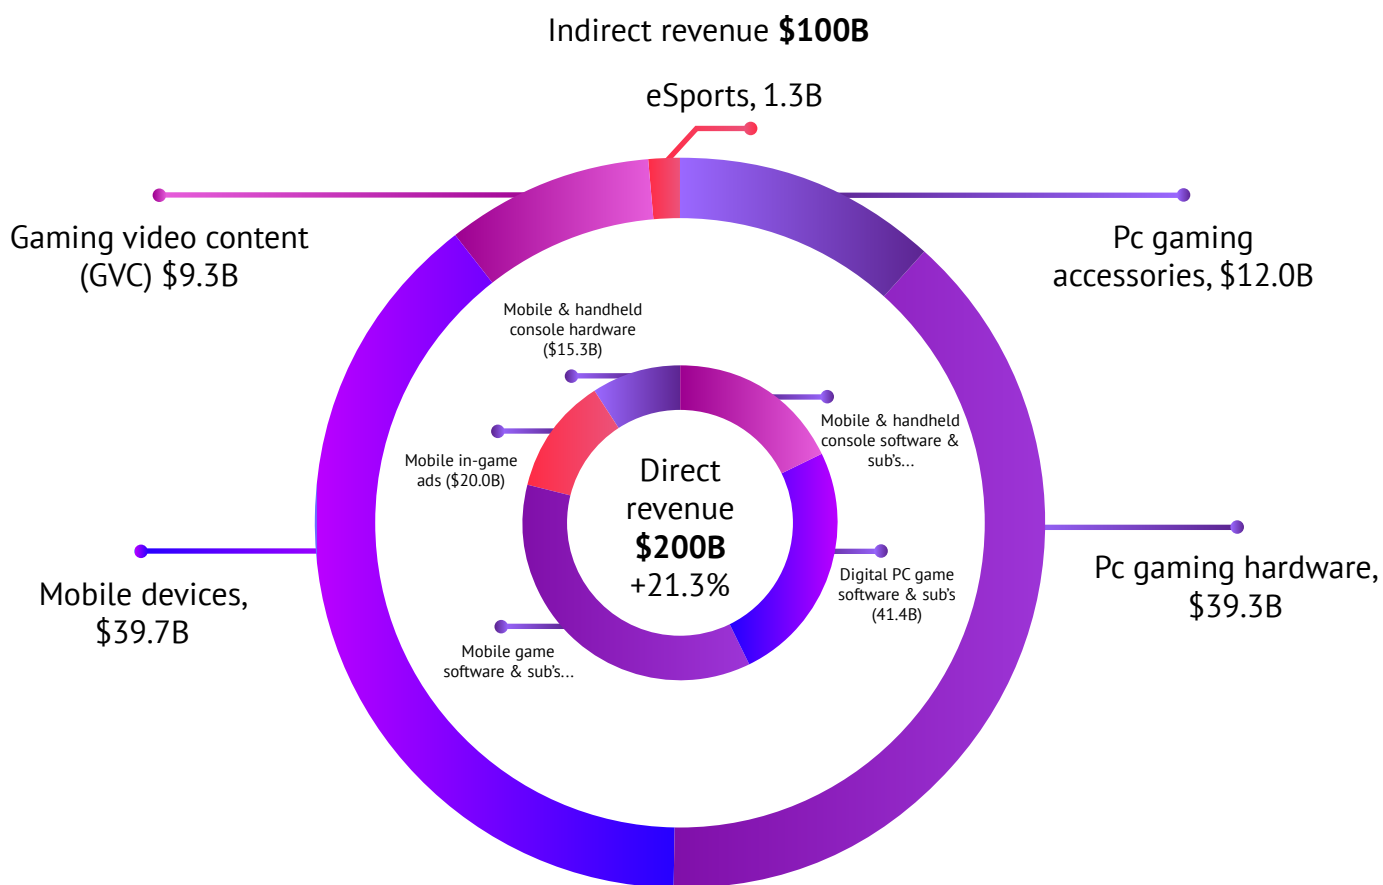 Indirect revenue $100B
eSports, 1.3B
Gaming video content
(GVC) $9.3B
Pc gaming
accessories, $12.0B
Mobile & handheld
console hardware
($15.3B)
Mobile & handheld
console software &
sub's...
Mobile in-game
ads ($20.0B)
Direct
revenue
$200B
+21.3%
Digital PC game
software & sub's
(41.4B)
Mobile game
software & sub's...
Mobile devices,
$39.7B
Pc gaming hardware,
$39.3B